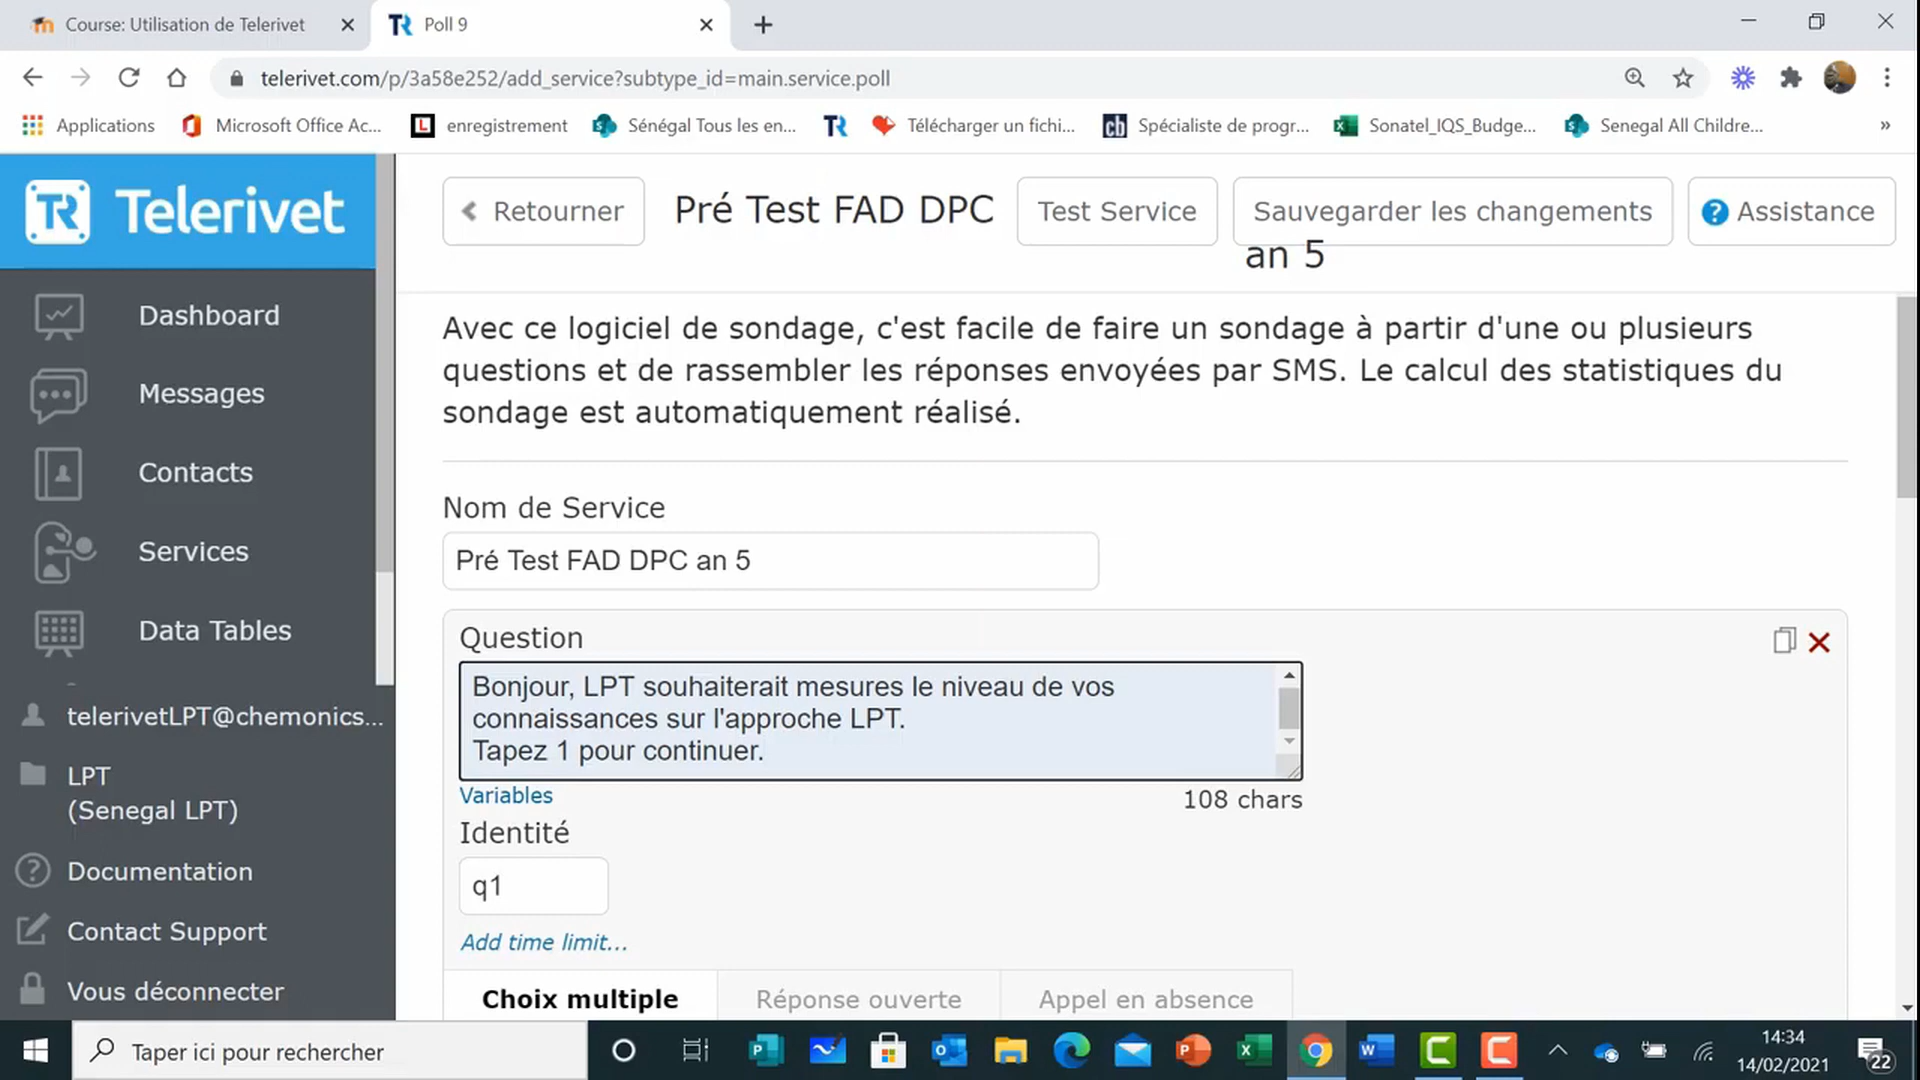 Course: Utilisation de Telerivet
Poll 9
telerivet.com/p/3a58e252/add_service?subtype_id=main.service.poll
Applications
Microsoft Office Ac...
enregistrement
Sénégal Tous les en...
Télécharger un fichi...
Spécialiste de progr...
Sonatel_IQS_Budge...
Senegal All Childre...
»
TR Telerivet
Retourner
Pré Test FAD DPC an 5
Test Service
Sauvegarder les changements
? Assistance
Dashboard
Messages
Contacts
Services
Data Tables
telerivetLPT@chemonics...
LPT
(Senegal LPT)
Documentation
Contact Support
Vous déconnecter
Avec ce logiciel de sondage, c'est facile de faire un sondage à partir d'une ou plusieurs
questions et de rassembler les réponses envoyées par SMS. Le calcul des statistiques du
sondage est automatiquement réalisé.
Nom de Service
Pré Test FAD DPC an 5
Question
Bonjour, LPT souhaiterait mesures le niveau de vos
connaissances sur l'approche LPT.
Tapez 1 pour continuer.
Variables
108 chars
Identité
q1
Add time limit...
Choix multiple
Réponse ouverte
Appel en absence
Taper ici pour rechercher
14:34
14/02/2021
22